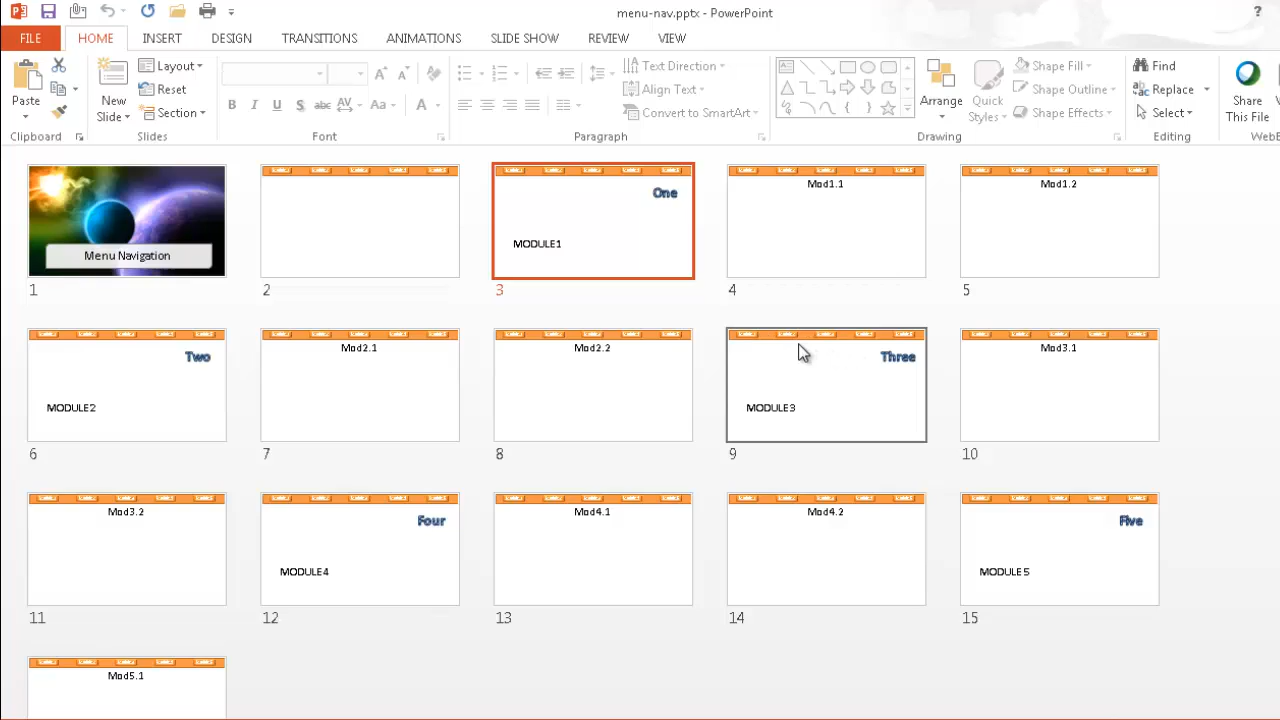 menu-nav.pptx - PowerPoint
?
FILE HOME INSERT DESIGN TRANSITIONS ANIMATIONS SLIDE SHOW REVIEW VIEW
Paste
New
Slide
Layout
Reset
Section
B I U S abc AV Aa A
Text Direction
Align Text
Convert to SmartArt
Arrange
Quick
Styles
Shape Fill
Shape Outline
Shape Effects
Find
Replace
Select
Share
This File
Clipboard Slides Font Paragraph Drawing Editing WebE
Menu Navigation
One
MODULE1
Mod1.1
Mod1.2
1 2 3 4 5
Two
MODULE2
Mod2.1
Mod2.2
Three
MODULE3
Mod3.1
6 7 8 9 10
Mod3.2
Four
MODULE4
Mod4.1
Mod4.2
Five
MODULE5
11 12 13 14 15
Mod5.1